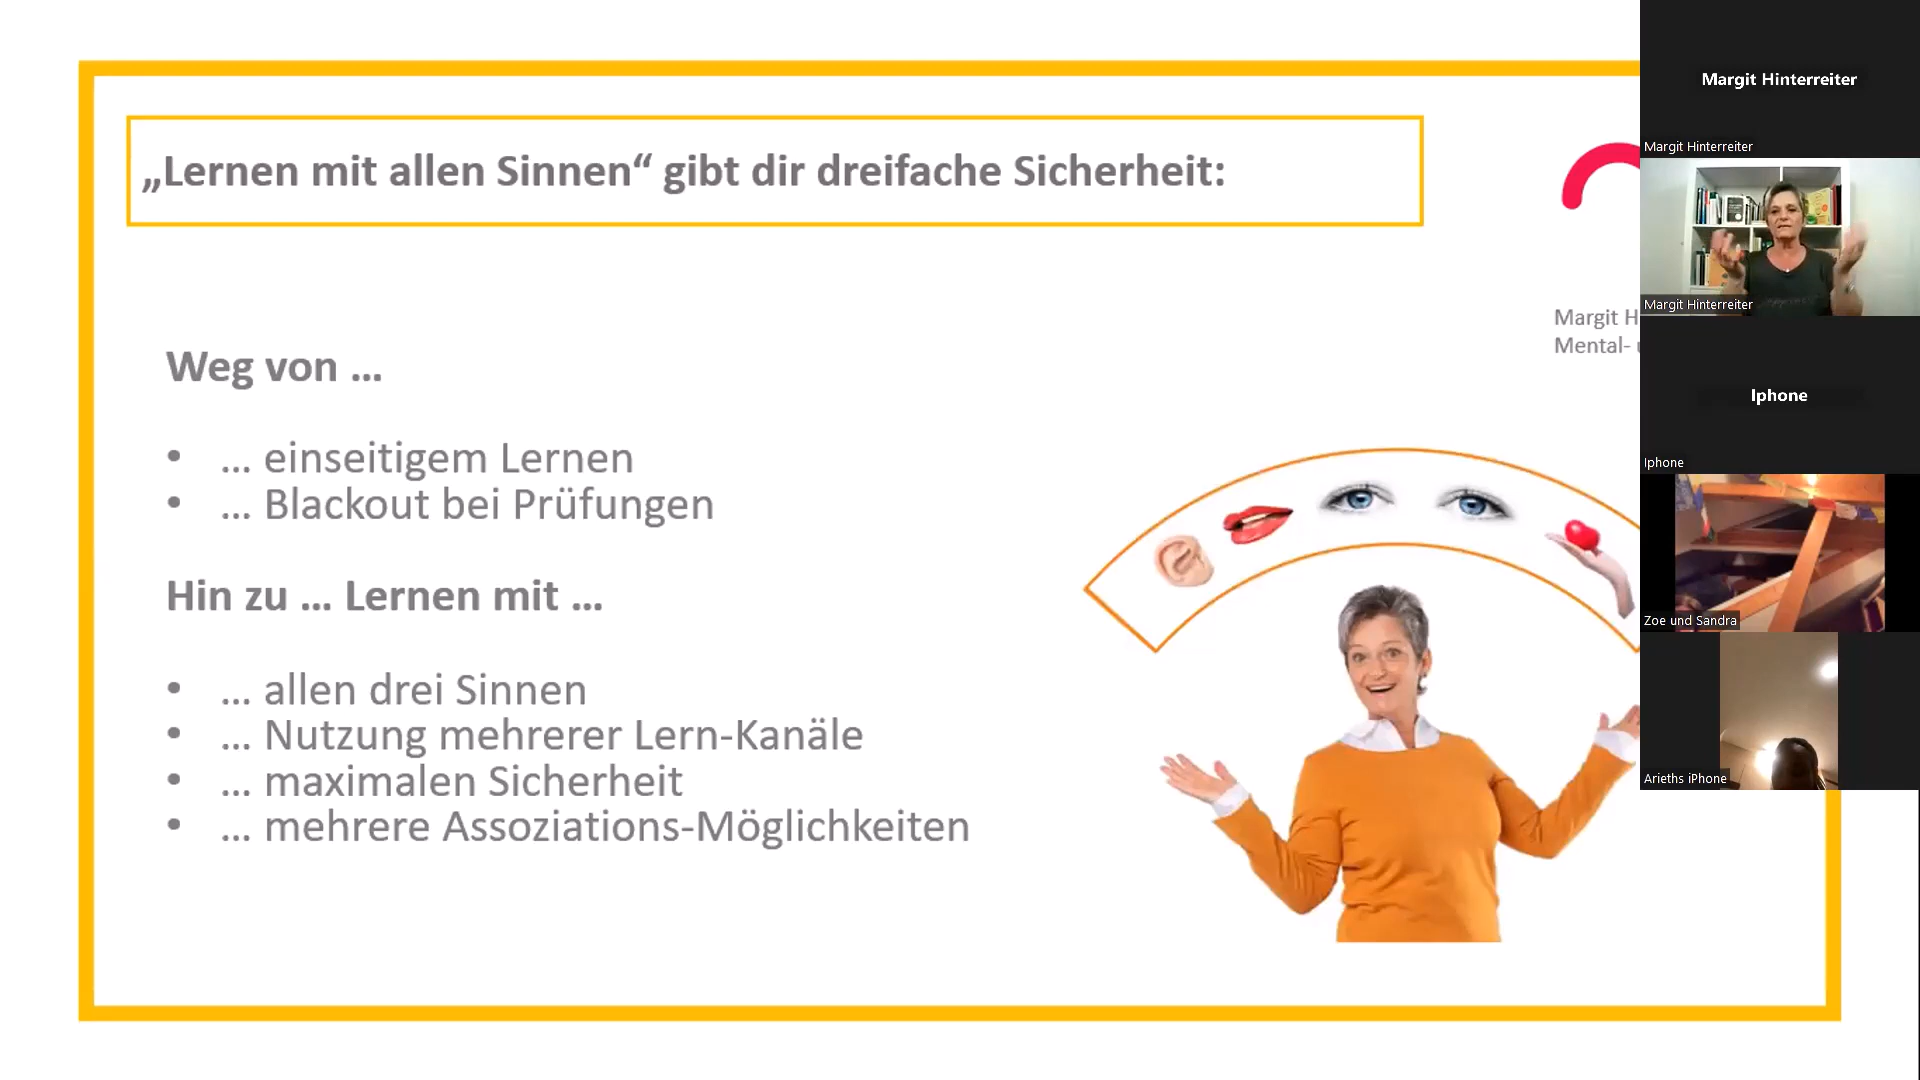 „Lernen mit allen Sinnen“ gibt dir dreifache Sicherheit:
Weg von ...
• ... einseitigem Lernen
• ... Blackout bei Prüfungen
Hin zu ... Lernen mit ...
• ... allen drei Sinnen
• ... Nutzung mehrerer Lern-Kanäle
• ... maximalen Sicherheit
• ... mehrere Assoziations-Möglichkeiten
Margit H
Mental-
Margit Hinterreiter
Margit Hinterreiter
Margit Hinterreiter
Iphone
Iphone
Zoe und Sandra
Arieths iPhone